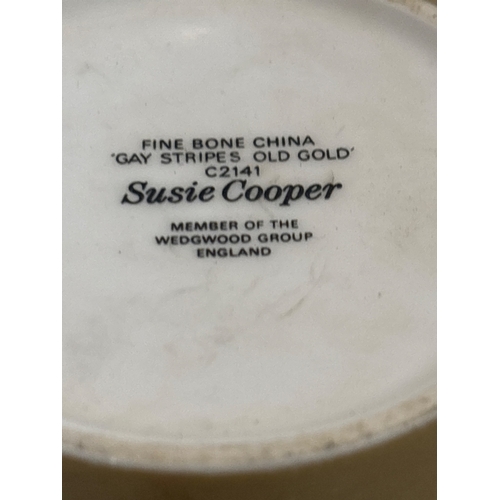 FINE BONE CHINA
'GAY STRIPES OLD GOLD'
C2141
Susie Cooper
MEMBER OF THE
WEDGWOOD GROUP
ENGLAND